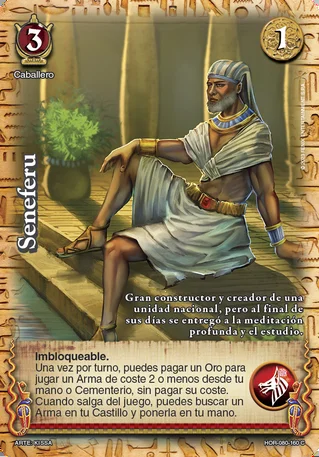 3
1
Caballero
Seneferu
Gran constructor y creador de una
unidad nacional, pero al final de
sus días se entregó a la meditación
profunda y el estudio.
Imbloqueable.
Una vez por turno, puedes pagar un Oro para
jugar un Arma de coste 2 o menos desde tu
mano o Cementerio, sin pagar su coste.
Cuando salga del juego, puedes buscar un
Arma en tu Castillo y ponerla en tu mano.
ARTE: KISSA
HOR-080-160 C